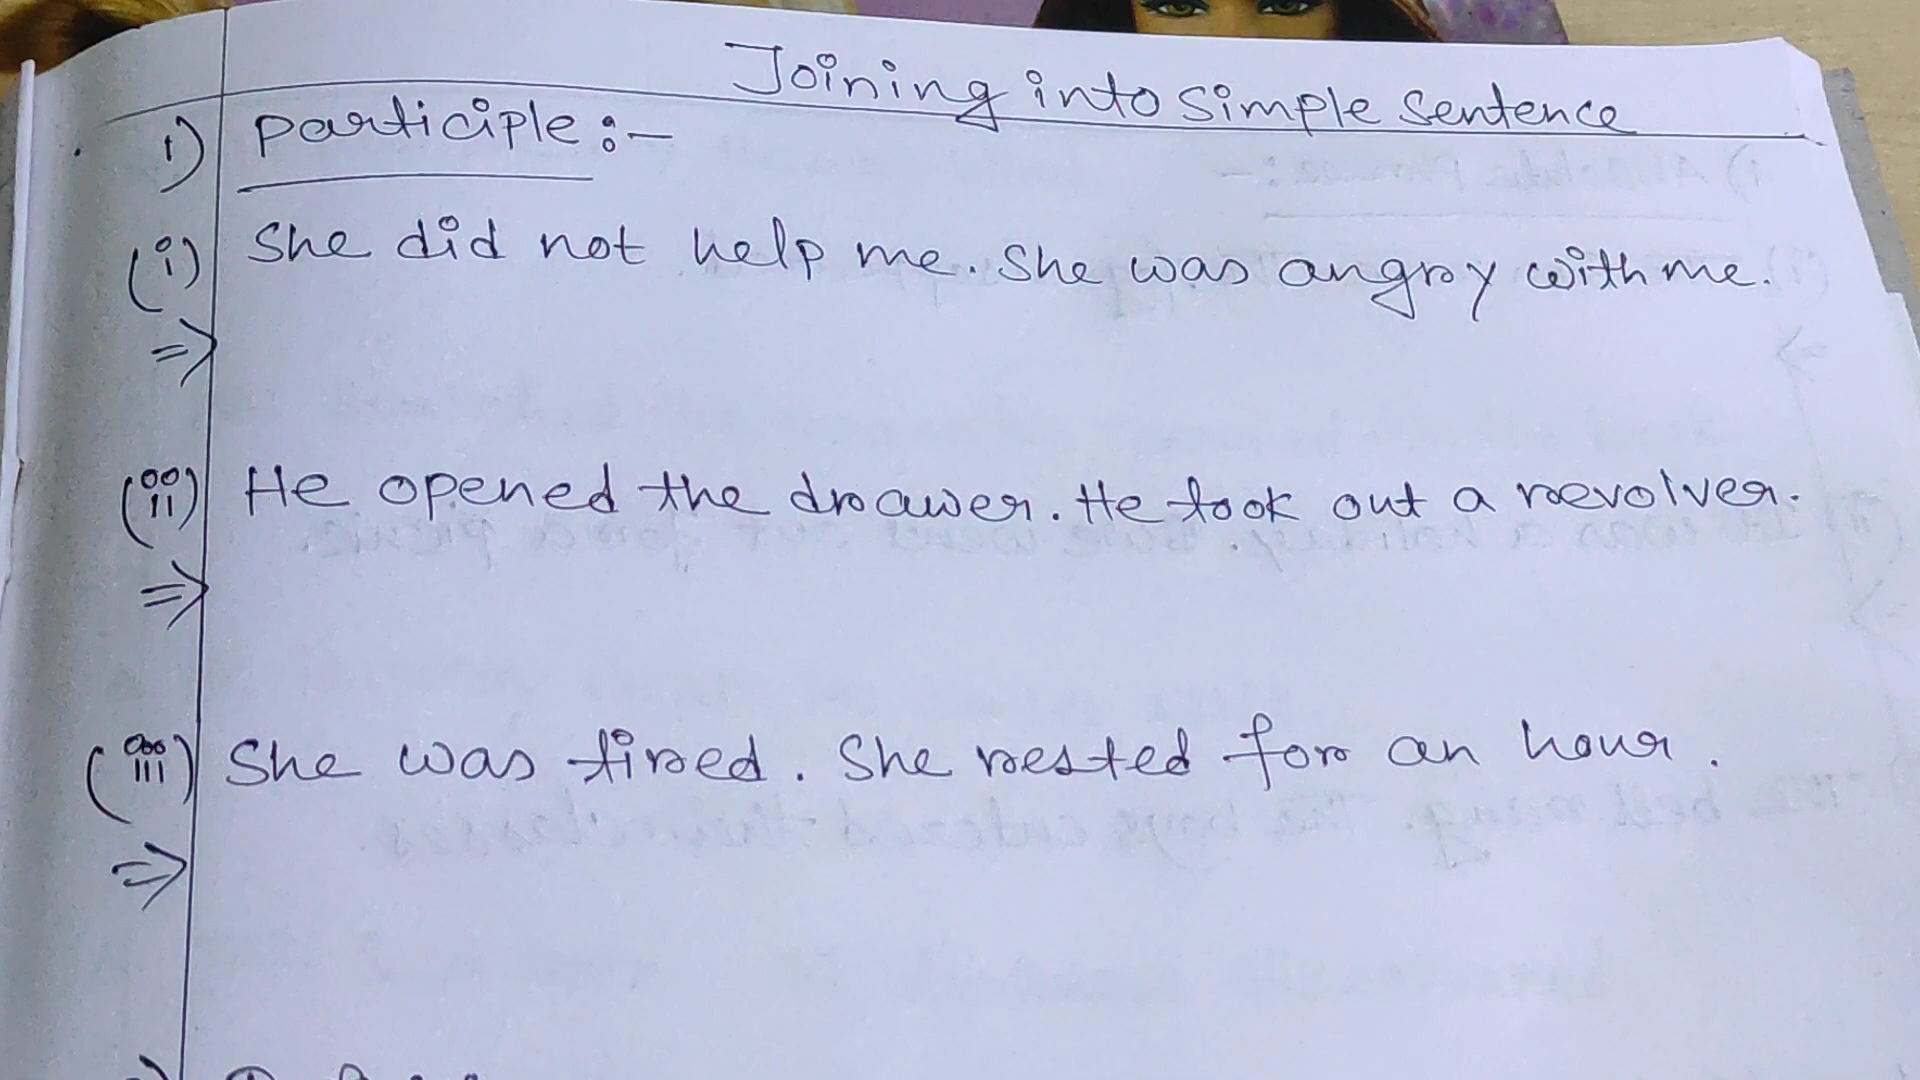 Joining into Simple Sentence
1) Participle :-
(i) She did not help me. She was angry with me.
=>
(ii) He opened the drawer. He took out a revolver.
=>
(iii) She was tired. She rested for an hour.
=>